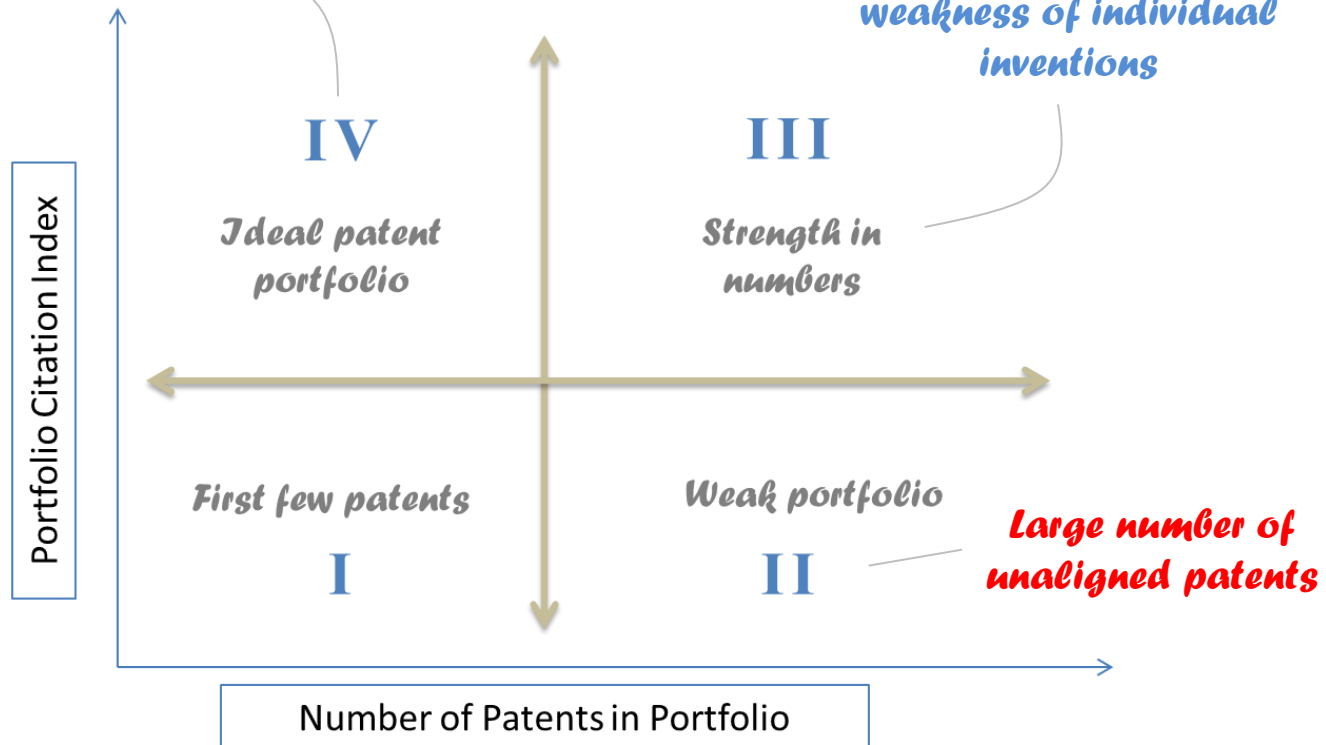 weakness of individual
inventions
IV
III
Ideal patent
portfolio
Strength in
numbers
Portfolio Citation Index
First few patents
Weak portfolio
I
II
Large number of
unaligned patents
Number of Patents in Portfolio